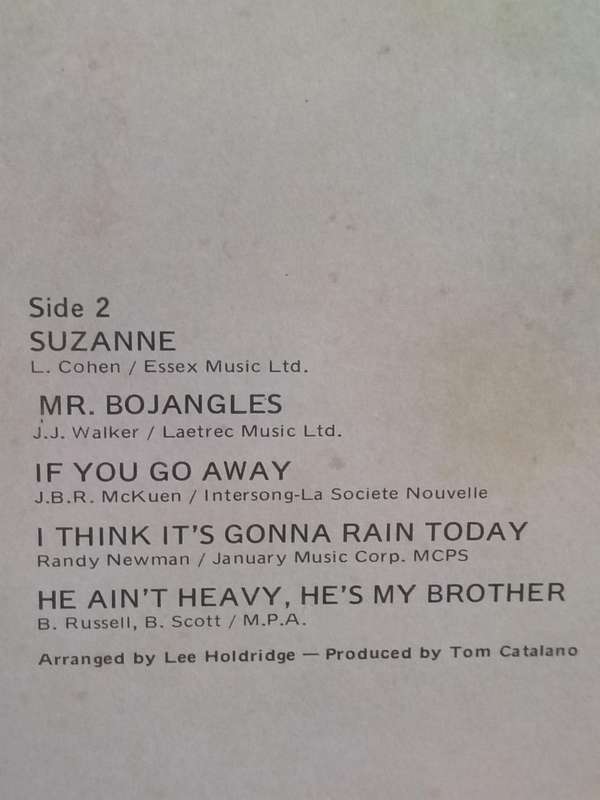 Side 2
SUZANNE
L. Cohen / Essex Music Ltd.
MR. BOJANGLES
J.J. Walker / Laetrec Music Ltd.
IF YOU GO AWAY
J.B.R. McKuen / Intersong-La Societe Nouvelle
I THINK IT'S GONNA RAIN TODAY
Randy Newman / January Music Corp. MCPS
HE AIN'T HEAVY, HE'S MY BROTHER
B. Russell, B. Scott / M.P.A.
Arranged by Lee Holdridge — Produced by Tom Catalano